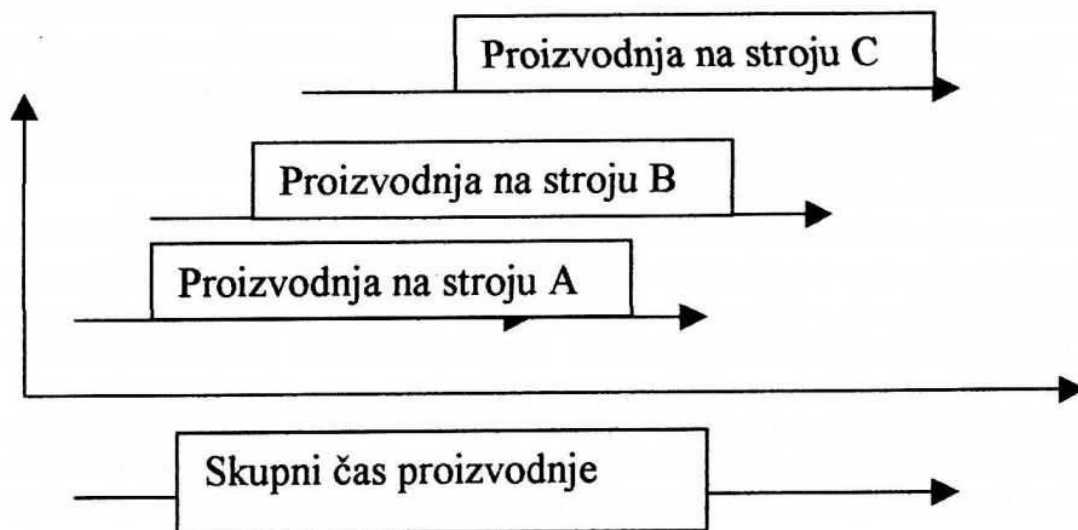 Proizvodnja na stroju C
Proizvodnja na stroju B
Proizvodnja na stroju A
Skupni čas proizvodnje